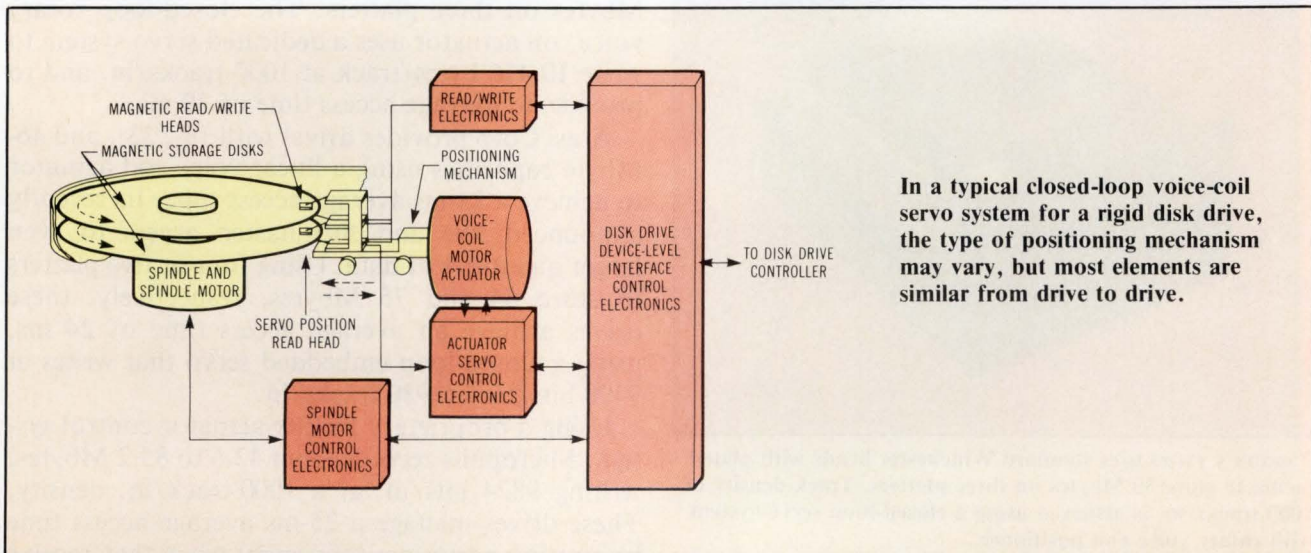 MAGNETIC READ/WRITE
HEADS
MAGNETIC STORAGE DISKS
READ/WRITE
ELECTRONICS
POSITIONING
MECHANISM
VOICE-
COIL
MOTOR
ACTUATOR
DISK DRIVE
DEVICE-LEVEL
INTERFACE
CONTROL
ELECTRONICS
TO DISK DRIVE
CONTROLLER
SPINDLE AND
SPINDLE MOTOR
SERVO POSITION
READ HEAD
ACTUATOR
SERVO
CONTROL
ELECTRONICS
SPINDLE
MOTOR
CONTROL
ELECTRONICS
In a typical closed-loop voice-coil
servo system for a rigid disk drive,
the type of positioning mechanism
may vary, but most elements are
similar from drive to drive.